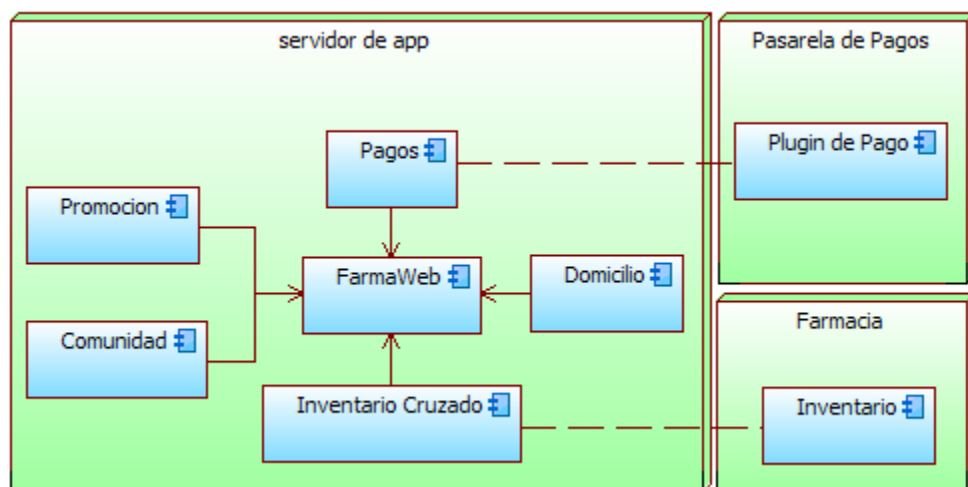 servidor de app
Pasarela de Pagos
Pagos
Plugin de Pago
Promocion
FarmaWeb
Domicilio
Comunidad
Farmacia
Inventario Cruzado
Inventario